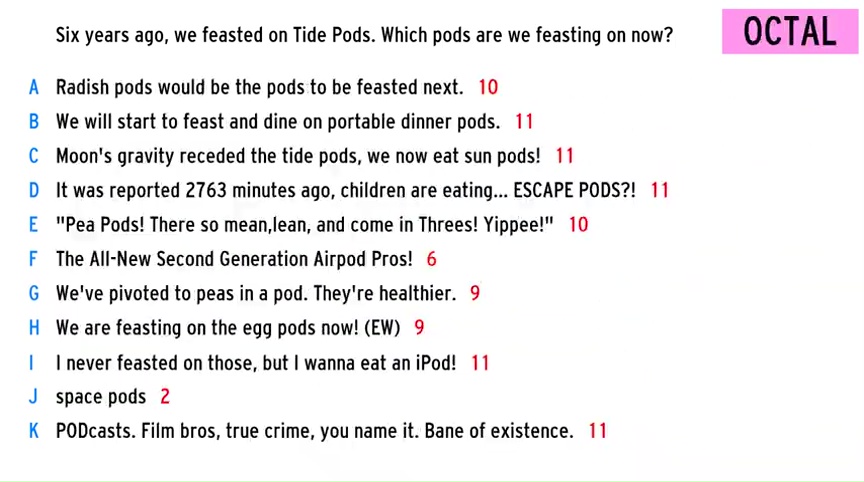 Six years ago, we feasted on Tide Pods. Which pods are we feasting on now?
OCTAL
A Radish pods would be the pods to be feasted next. 10
B We will start to feast and dine on portable dinner pods. 11
C Moon's gravity receded the tide pods, we now eat sun pods! 11
D It was reported 2763 minutes ago, children are eating... ESCAPE PODS?! 11
E "Pea Pods! There so mean,lean, and come in Threes! Yippee!" 10
F The All-New Second Generation Airpod Pros! 6
G We've pivoted to peas in a pod. They're healthier. 9
H We are feasting on the egg pods now! (EW) 9
I I never feasted on those, but I wanna eat an iPod! 11
J space pods 2
K PODcasts. Film bros, true crime, you name it. Bane of existence. 11